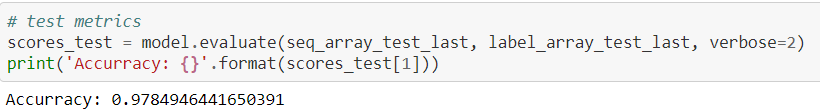 # test metrics
scores_test = model.evaluate(seq_array_test_last, label_array_test_last, verbose=2)
print('Accurracy: {}'.format(scores_test[1]))
Accurracy: 0.9784946441650391